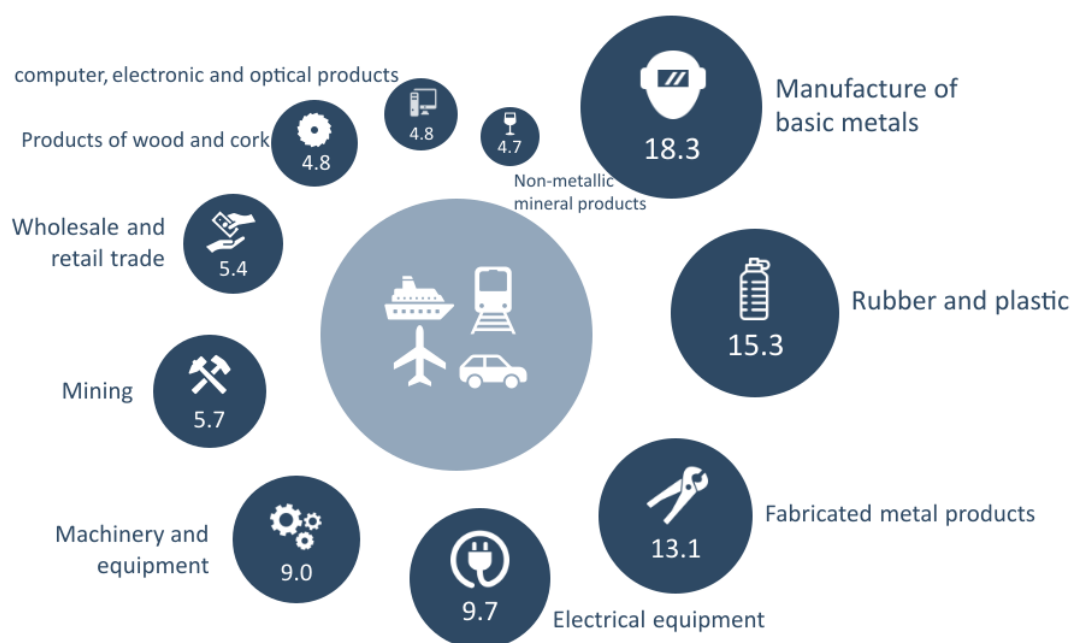 computer, electronic and optical products
4.8
Products of wood and cork
4.8
4.7
Non-metallic
mineral products
18.3
Manufacture of
basic metals
Wholesale and
retail trade
5.4
15.3
Rubber and plastic
Mining
5.7
Machinery and
equipment
9.0
9.7
Electrical equipment
13.1
Fabricated metal products